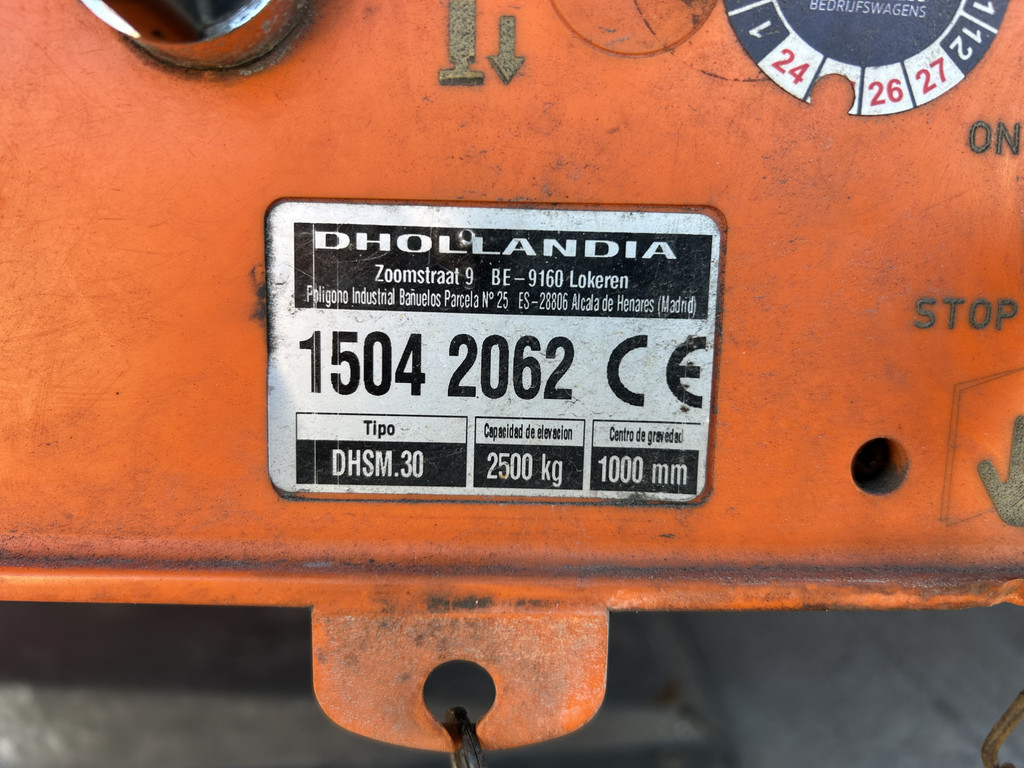 BEDRIJFSWAGENS
1
24
26
27
12
ON
DHOLLANDIA
Zoomstraat 9 BE-9160 Lokeren
Poligono Industrial Bañuelos Parcela Nº 25 ES-28806 Alcala de Henares (Madrid)
STOP
1504 2062 CE
Tipo
DHSM.30
Capasidad de elevacion
2500 kg
Centro de gravedad
1000 mm